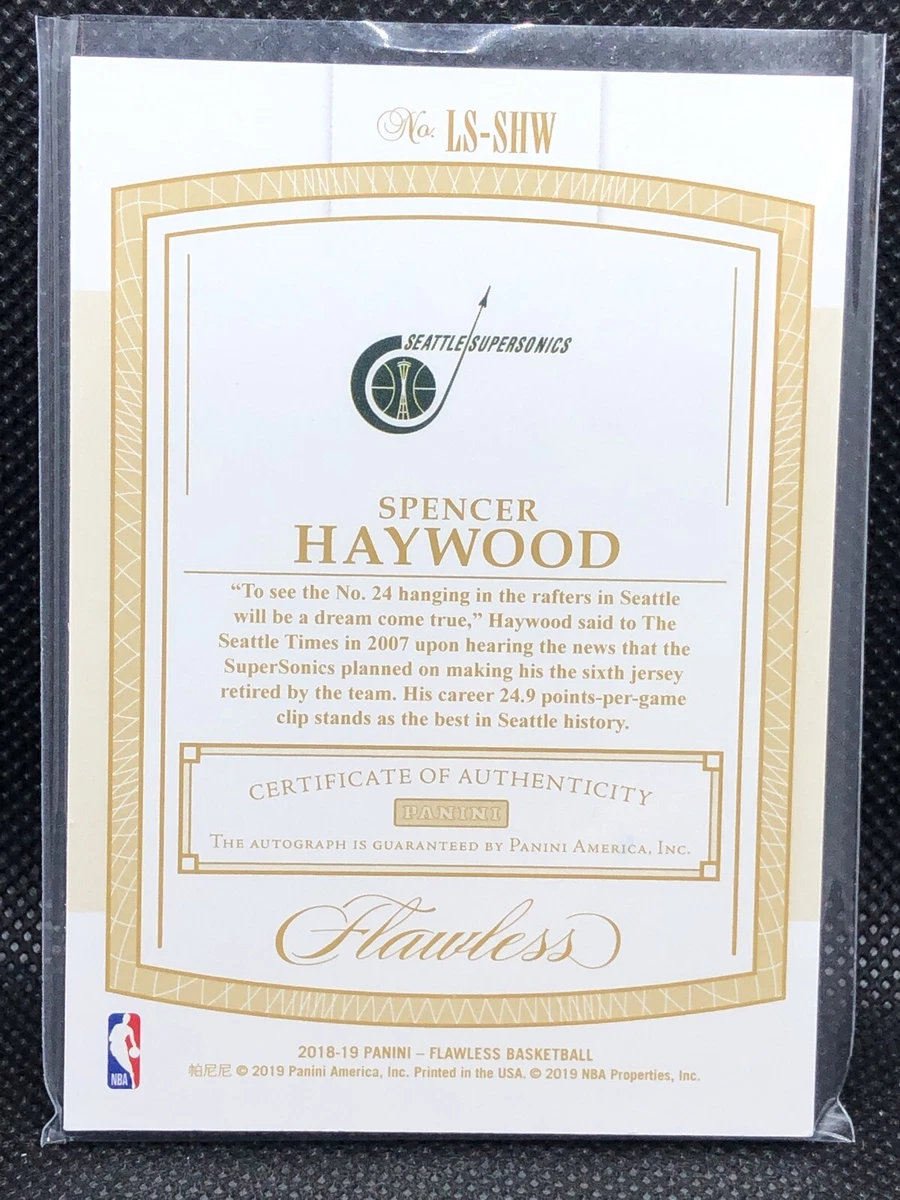 No. LS-SHW
SEATTLE SUPERSONICS
SPENCER
HAYWOOD
“To see the No. 24 hanging in the rafters in Seattle
will be a dream come true,” Haywood said to The
Seattle Times in 2007 upon hearing the news that the
SuperSonics planned on making his the sixth jersey
retired by the team. His career 24.9 points-per-game
clip stands as the best in Seattle history.
CERTIFICATE OF AUTHENTICITY
PANINI
THE AUTOGRAPH IS GUARANTEED BY PANINI AMERICA, INC.
Flawless
NBA
2018-19 PANINI – FLAWLESS BASKETBALL
帕尼尼 © 2019 Panini America, Inc. Printed in the USA. © 2019 NBA Properties, Inc.